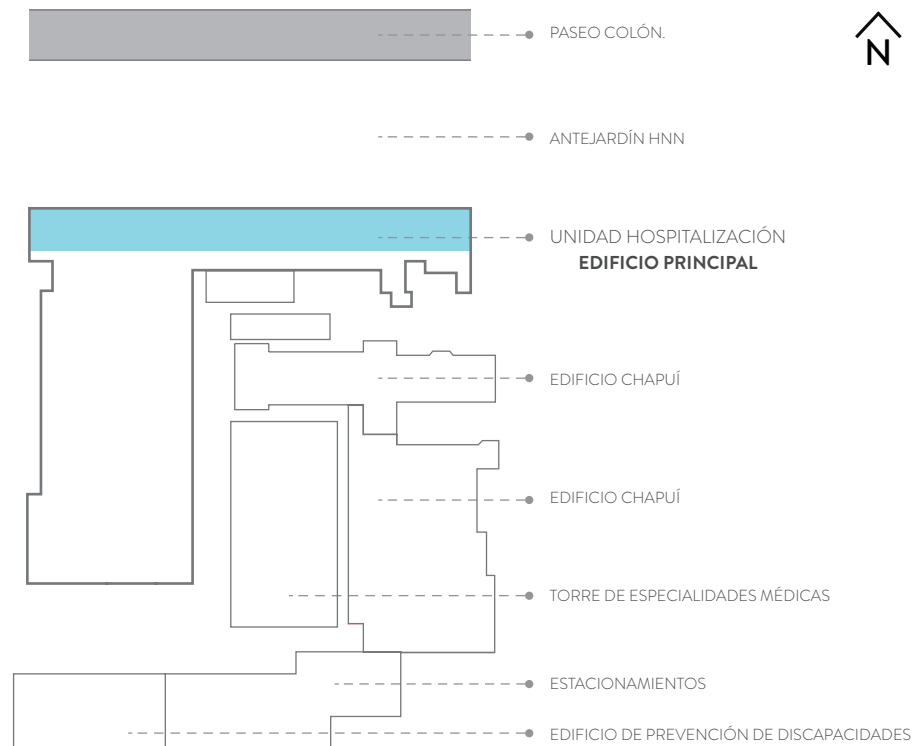 PASEO COLÓN.
N
ANTEJARDÍN HNN
UNIDAD HOSPITALIZACIÓN
EDIFICIO PRINCIPAL
EDIFICIO CHAPUÍ
EDIFICIO CHAPUÍ
TORRE DE ESPECIALIDADES MÉDICAS
ESTACIONAMIENTOS
EDIFICIO DE PREVENCIÓN DE DISCAPACIDADES